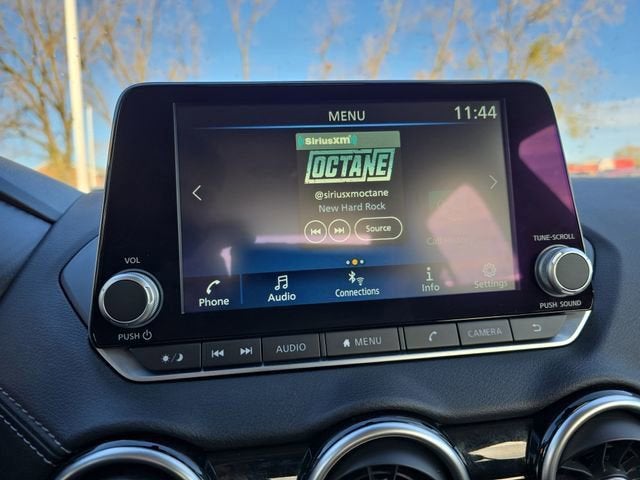 MENU 11:44
SiriusXM
OCTANE
@siriusxmoctane
New Hard Rock
Source
Phone Audio Connections Info Settings
VOL
PUSH
TUNE-SCROLL
PUSH SOUND
AUDIO MENU CAMERA